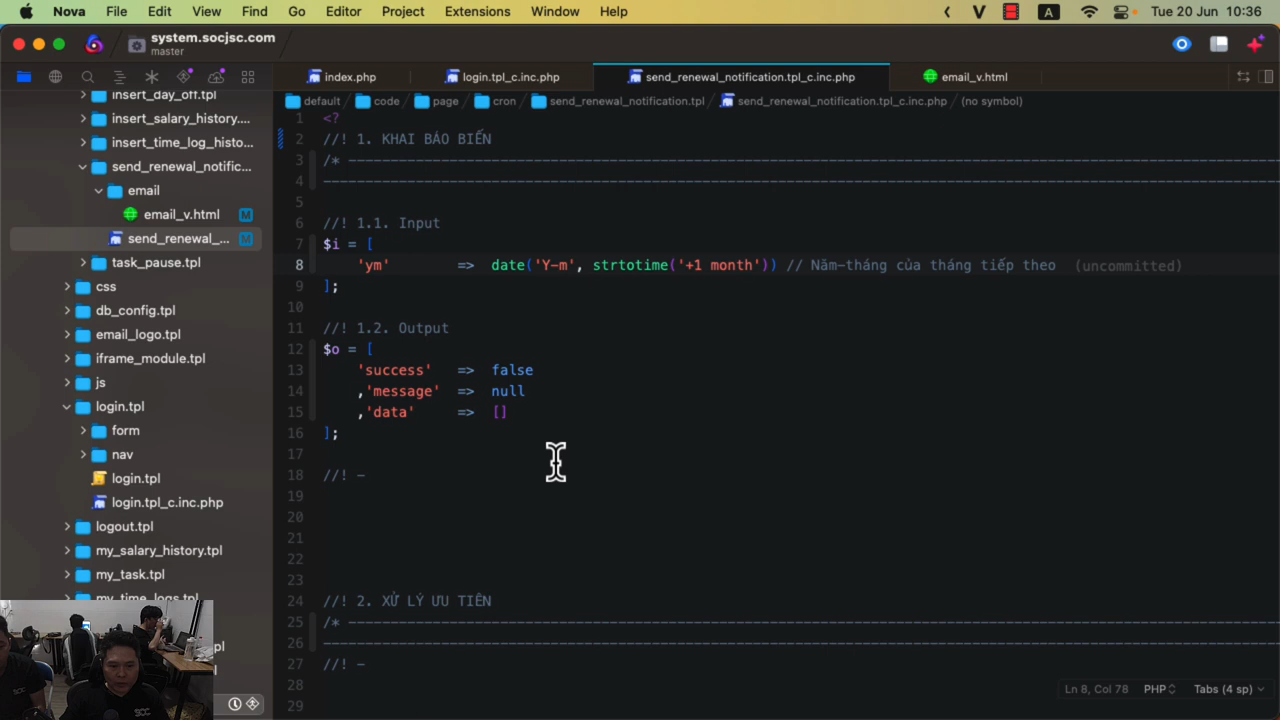 Nova File Edit View Find Go Editor Project Extensions Window Help A Tue 20 Jun 10:36
system.socjsc.com
master
index.php login.tpl_c.inc.php send_renewal_notification.tpl_c.inc.php email_v.html
default code page cron send_renewal_notification.tpl send_renewal_notification.tpl_c.inc.php (no symbol)
insert_day_off.tpl
insert_salary_history....
insert_time_log_histo...
send_renewal_notific...
email
email_v.html M
send_renewal_... M
task_pause.tpl
css
db_config.tpl
email_logo.tpl
iframe_module.tpl
js
login.tpl
form
nav
login.tpl
login.tpl_c.inc.php
logout.tpl
my_salary_history.tpl
my_task.tpl
my_time_logs.tpl
1 <?
2 //! 1. KHAI BÁO BIẾN
3 /* ------------------------------------------------------------
4 ------------------------------------------------------------
5
6 //! 1.1. Input
7 $i = [
8 'ym' => date('Y-m', strtotime('+1 month')) // Năm-tháng của tháng tiếp theo (uncommitted)
9 ];
10
11 //! 1.2. Output
12 $o = [
13 'success' => false
14 ,'message' => null
15 ,'data' => []
16 ];
17
18 //! -
19
20
21
22
23
24 //! 2. XỬ LÝ ƯU TIÊN
25 /* ------------------------------------------------------------
26 ------------------------------------------------------------
27 //! -
28
29
Ln 8, Col 78 PHP Tabs (4 sp)